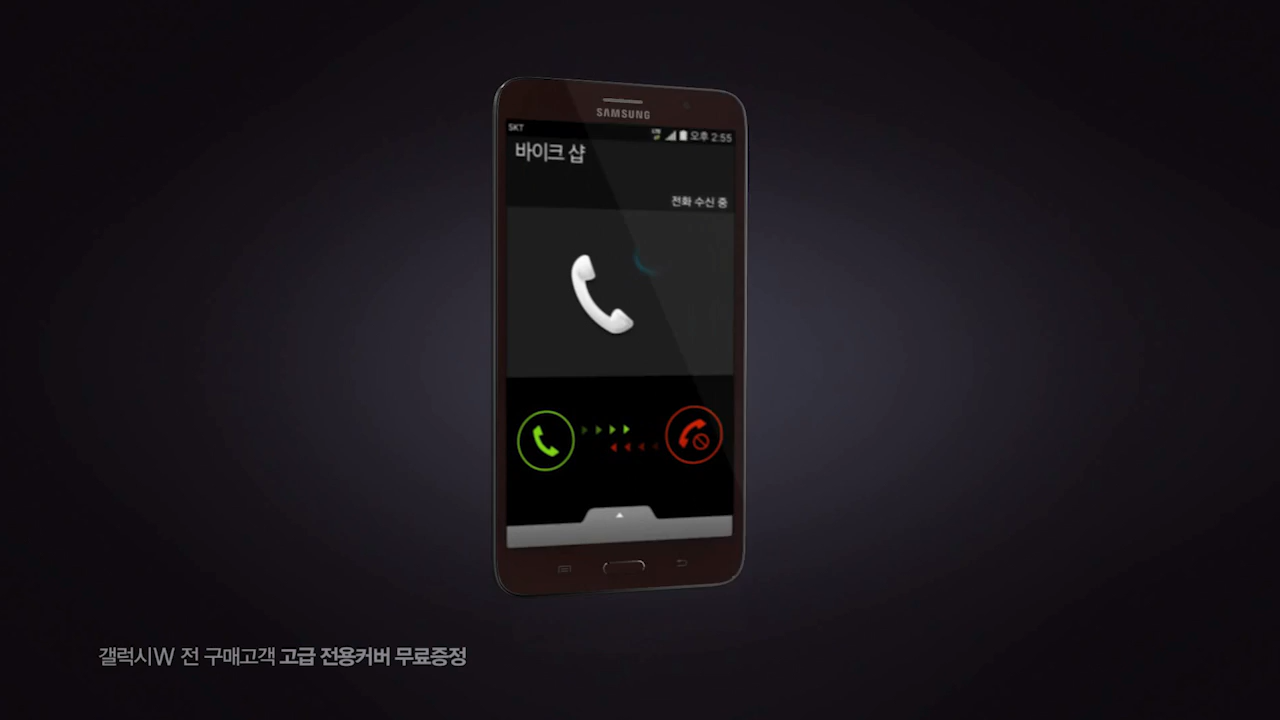 SAMSUNG
SKT
오후 2:55
바이크 샵
전화 수신 중
갤럭시W 전 구매고객 고급 전용커버 무료증정